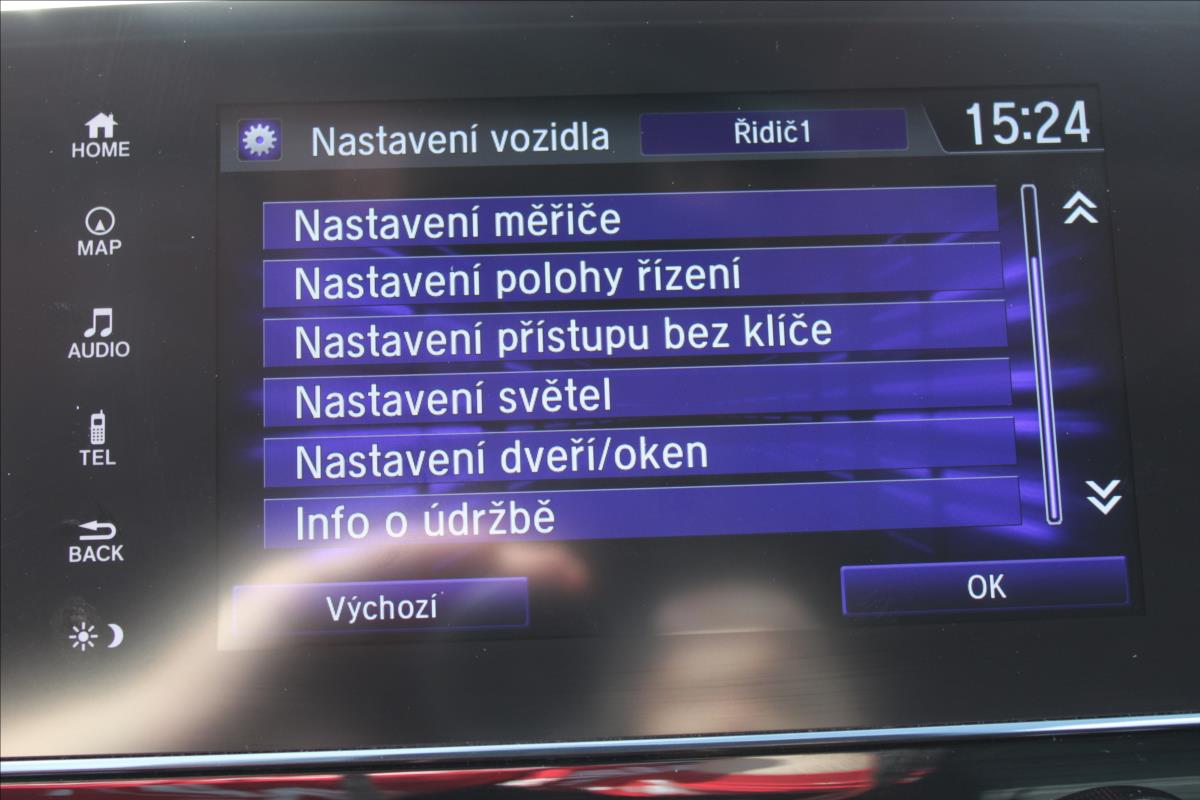 Nastavení vozidla
Řidič1
15:24
HOME
MAP
AUDIO
TEL
BACK
Nastavení měřiče
Nastavení polohy řízení
Nastavení přístupu bez klíče
Nastavení světel
Nastavení dveří/oken
Info o údržbě
Výchozí
OK